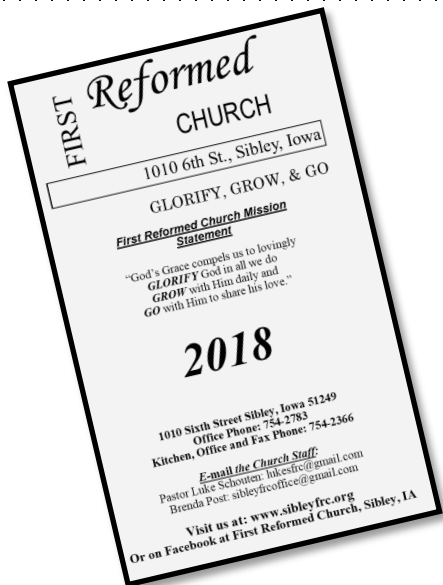 FIRST
Reformed
CHURCH
1010 6th St., Sibley, Iowa
GLORIFY, GROW, & GO
First Reformed Church Mission
Statement
“God’s Grace compels us to lovingly
GLORIFY God in all we do
GROW with Him daily and
GO with Him to share his love.”
2018
1010 Sixth Street Sibley, Iowa 51249
Office Phone: 754-2783
Kitchen, Office and Fax Phone: 754-2366
E-mail the Church Staff:
Pastor Luke Schouten: lukesfrc@gmail.com
Brenda Post: sibleyfrcoffice@gmail.com
Visit us at: www.sibleyfrc.org
Or on Facebook at First Reformed Church, Sibley, IA